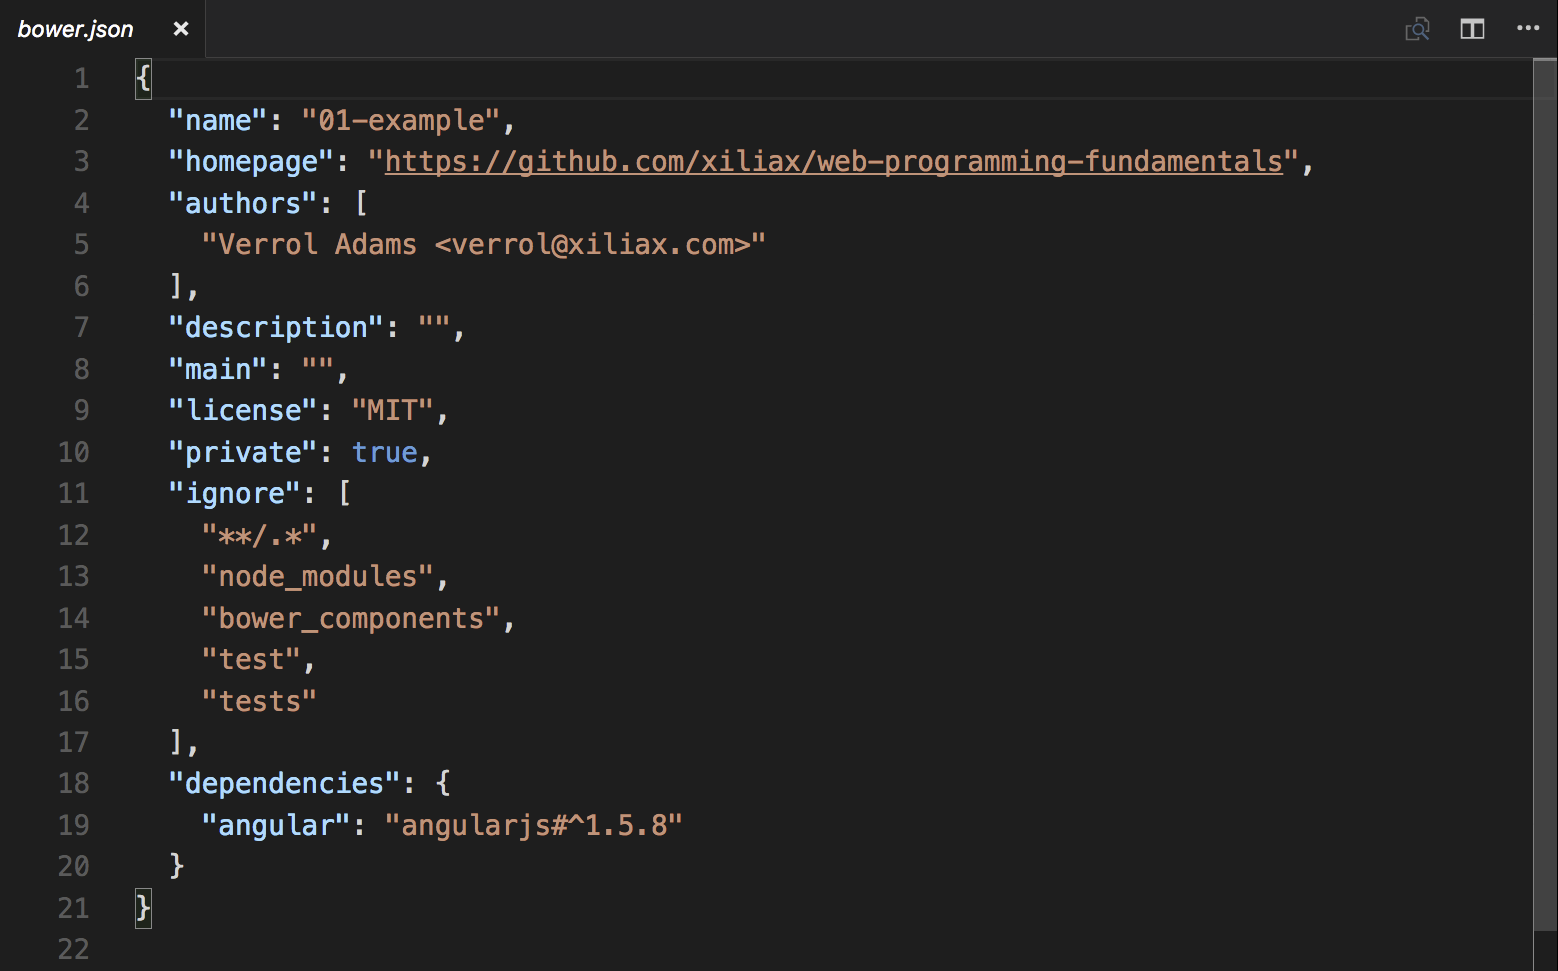 bower.json
1 {
2   "name": "01-example",
3   "homepage": "https://github.com/xiliax/web-programming-fundamentals",
4   "authors": [
5     "Verrol Adams <verrol@xiliax.com>"
6   ],
7   "description": "",
8   "main": "",
9   "license": "MIT",
10   "private": true,
11   "ignore": [
12     "**/.*",
13     "node_modules",
14     "bower_components",
15     "test",
16     "tests"
17   ],
18   "dependencies": {
19     "angular": "angularjs#^1.5.8"
20   }
21 }
22